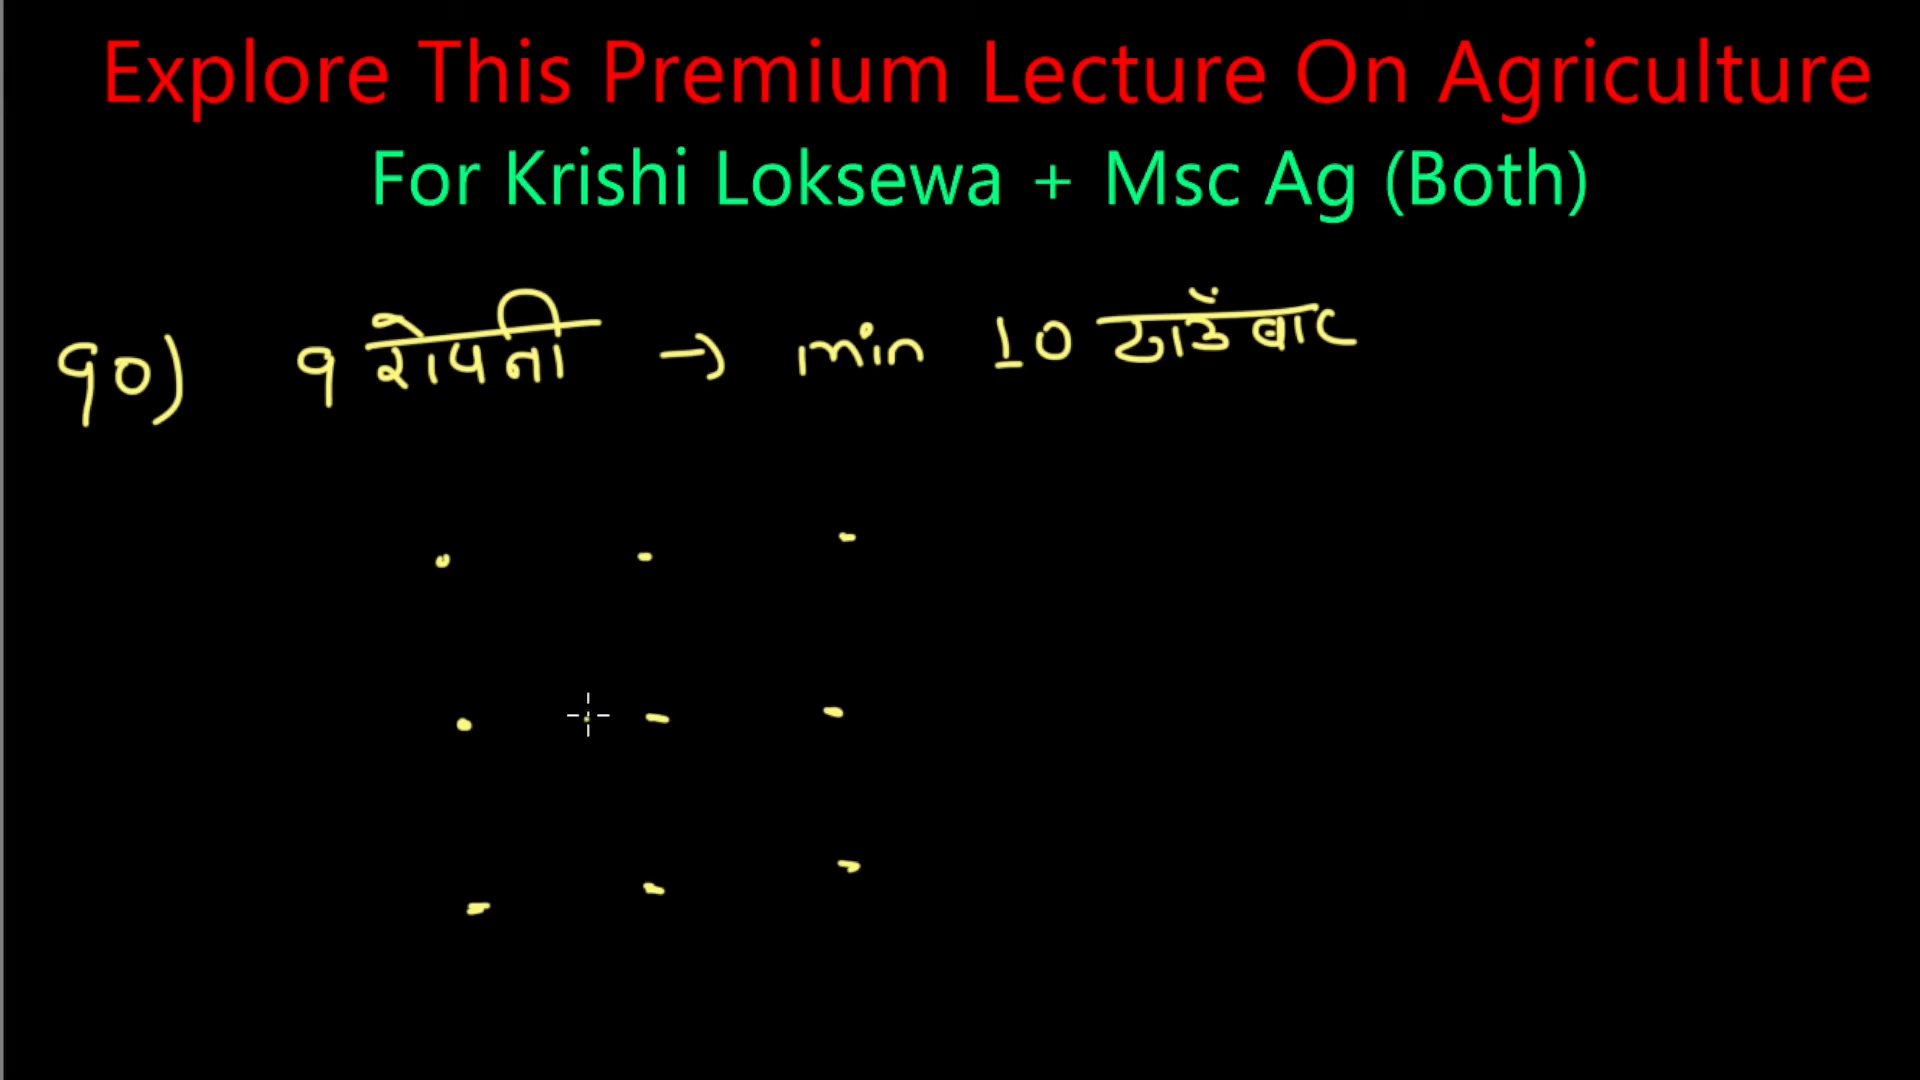 Explore This Premium Lecture On Agriculture
For Krishi Loksewa + Msc Ag (Both)
१०) १ रोपनी → min 10 ठाउँबाट